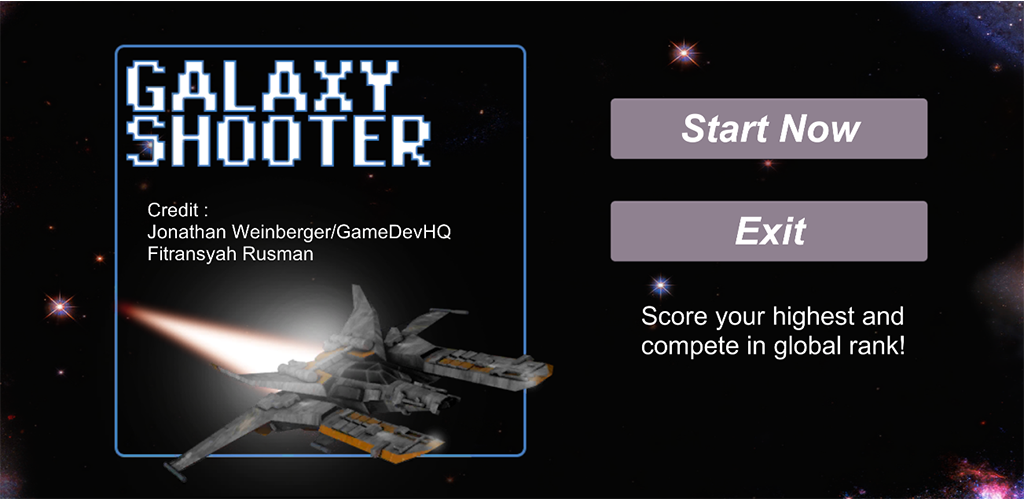 GALAXY
SHOOTER
Credit :
Jonathan Weinberger/GameDevHQ
Fitransyah Rusman
Start Now
Exit
Score your highest and
compete in global rank!